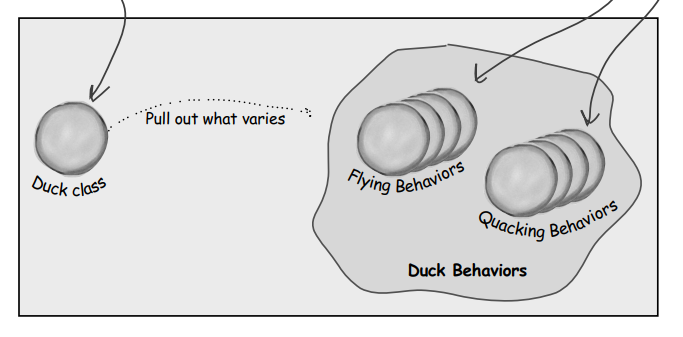 Pull out what varies
Duck class
Flying Behaviors
Quacking Behaviors
Duck Behaviors